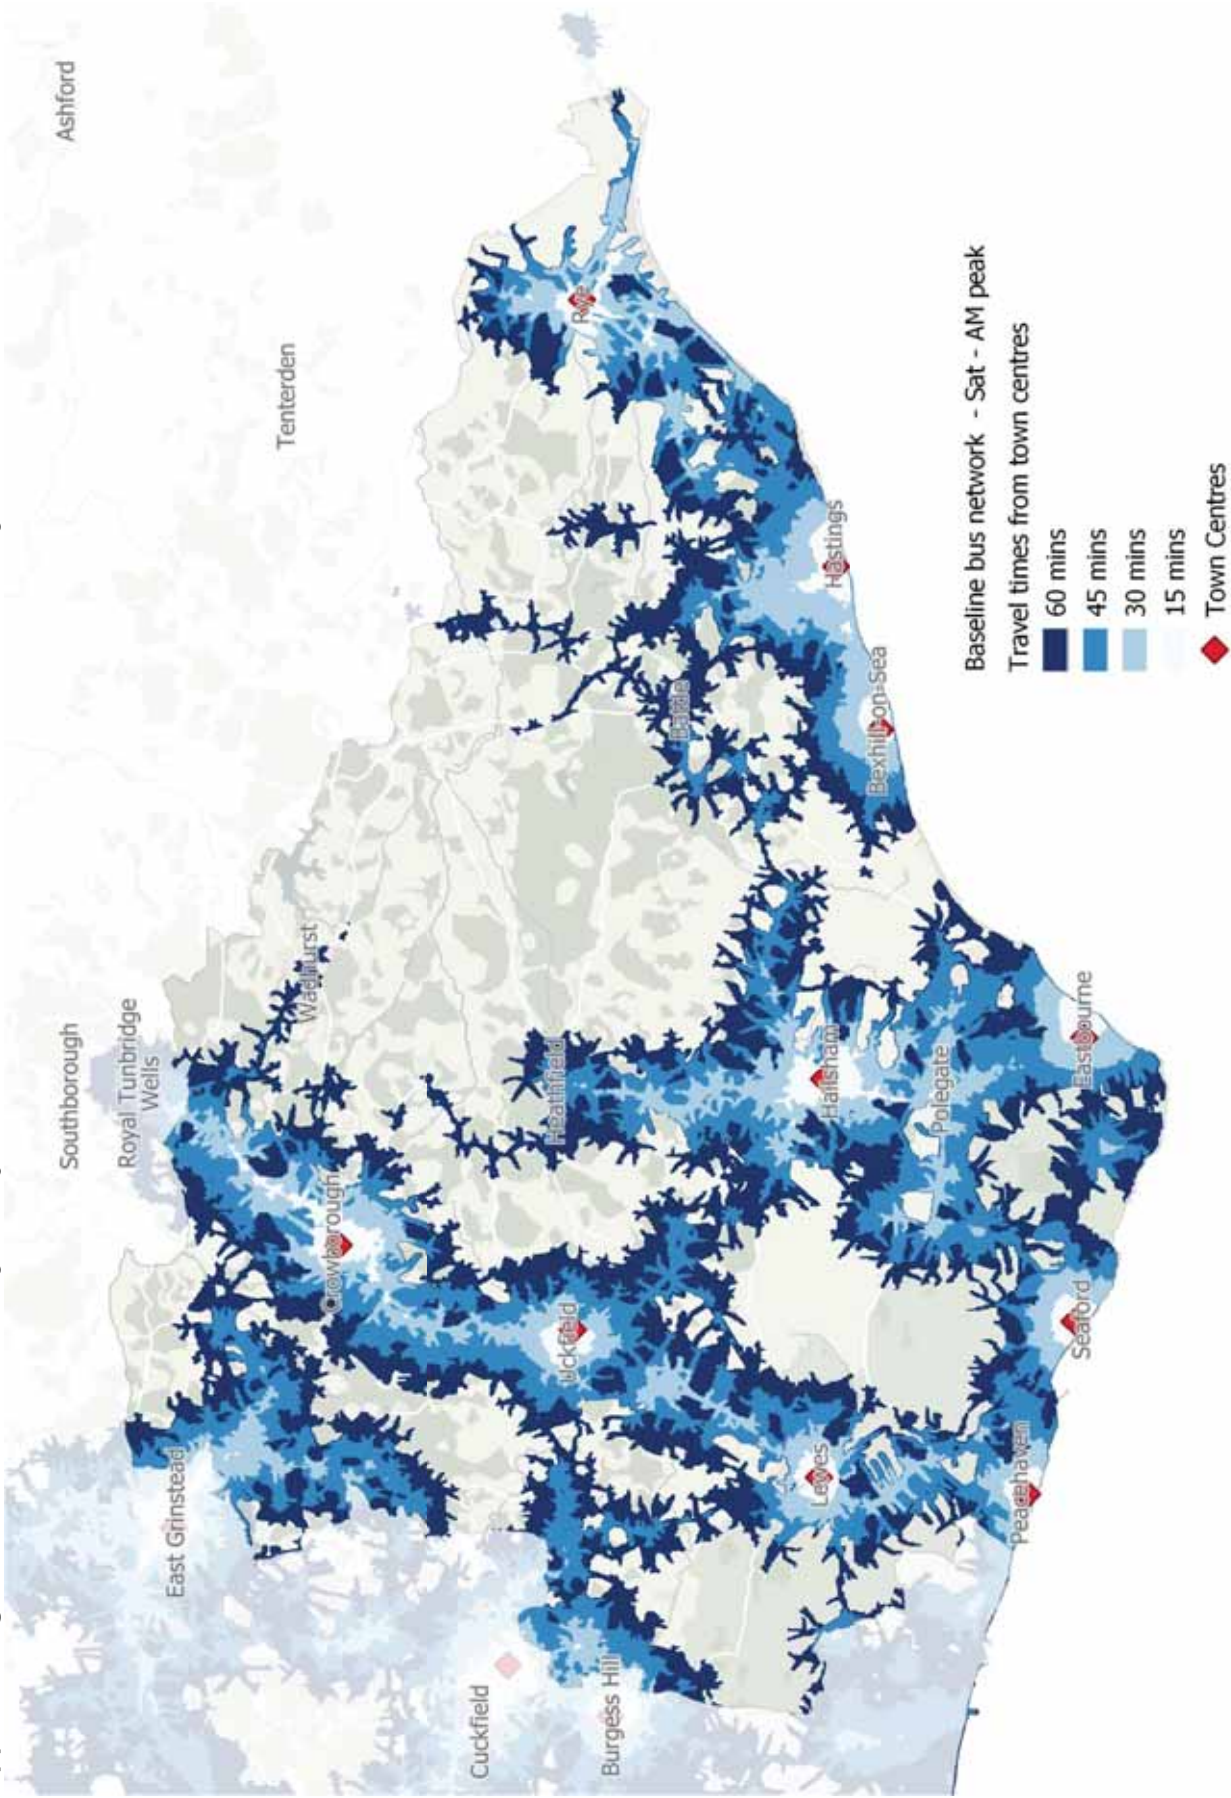 Ashford
Tenterden
Southborough
Royal Tunbridge
Wells
Wadhurst
Rye
Crowborough
Heathfield
Battle
Hastings
East Grinstead
Uckfield
Hailsham
Bexhill-on-Sea
Cuckfield
Burgess Hill
Lewes
Polegate
Eastbourne
Peacehaven
Seaford
Baseline bus network - Sat - AM peak
Travel times from town centres
60 mins
45 mins
30 mins
15 mins
Town Centres